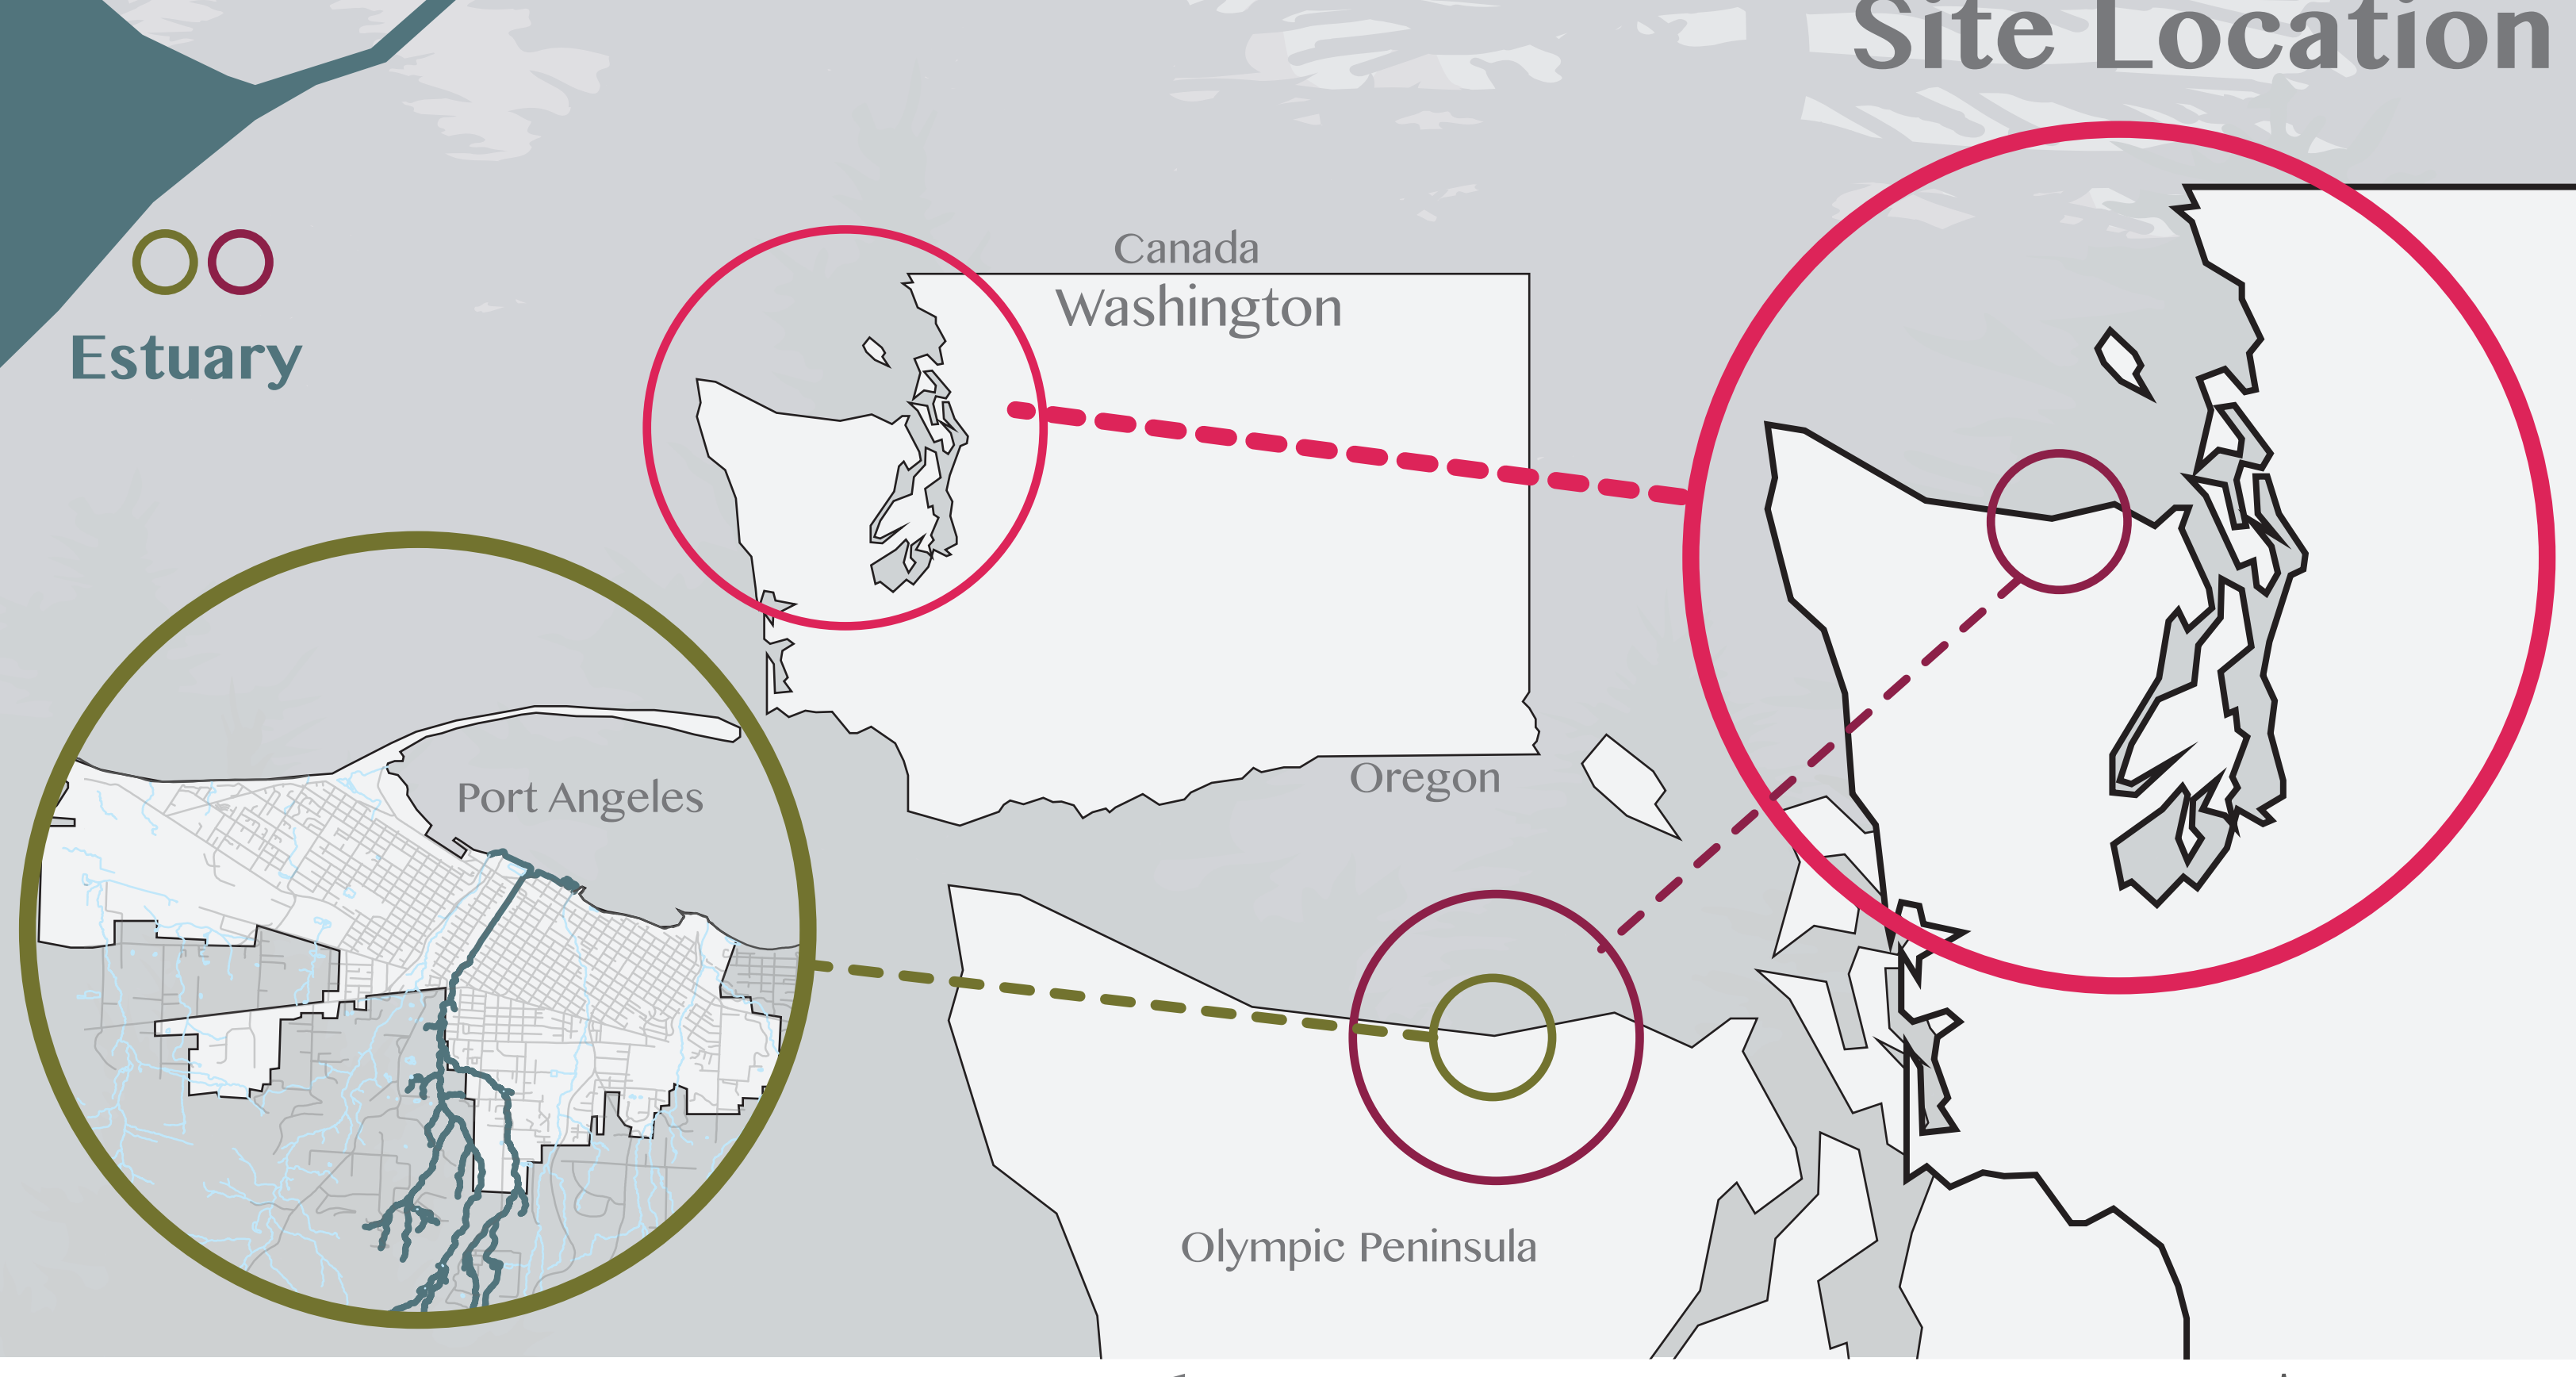 Site Location
Canada
Washington
Estuary
Port Angeles
Oregon
Olympic Peninsula